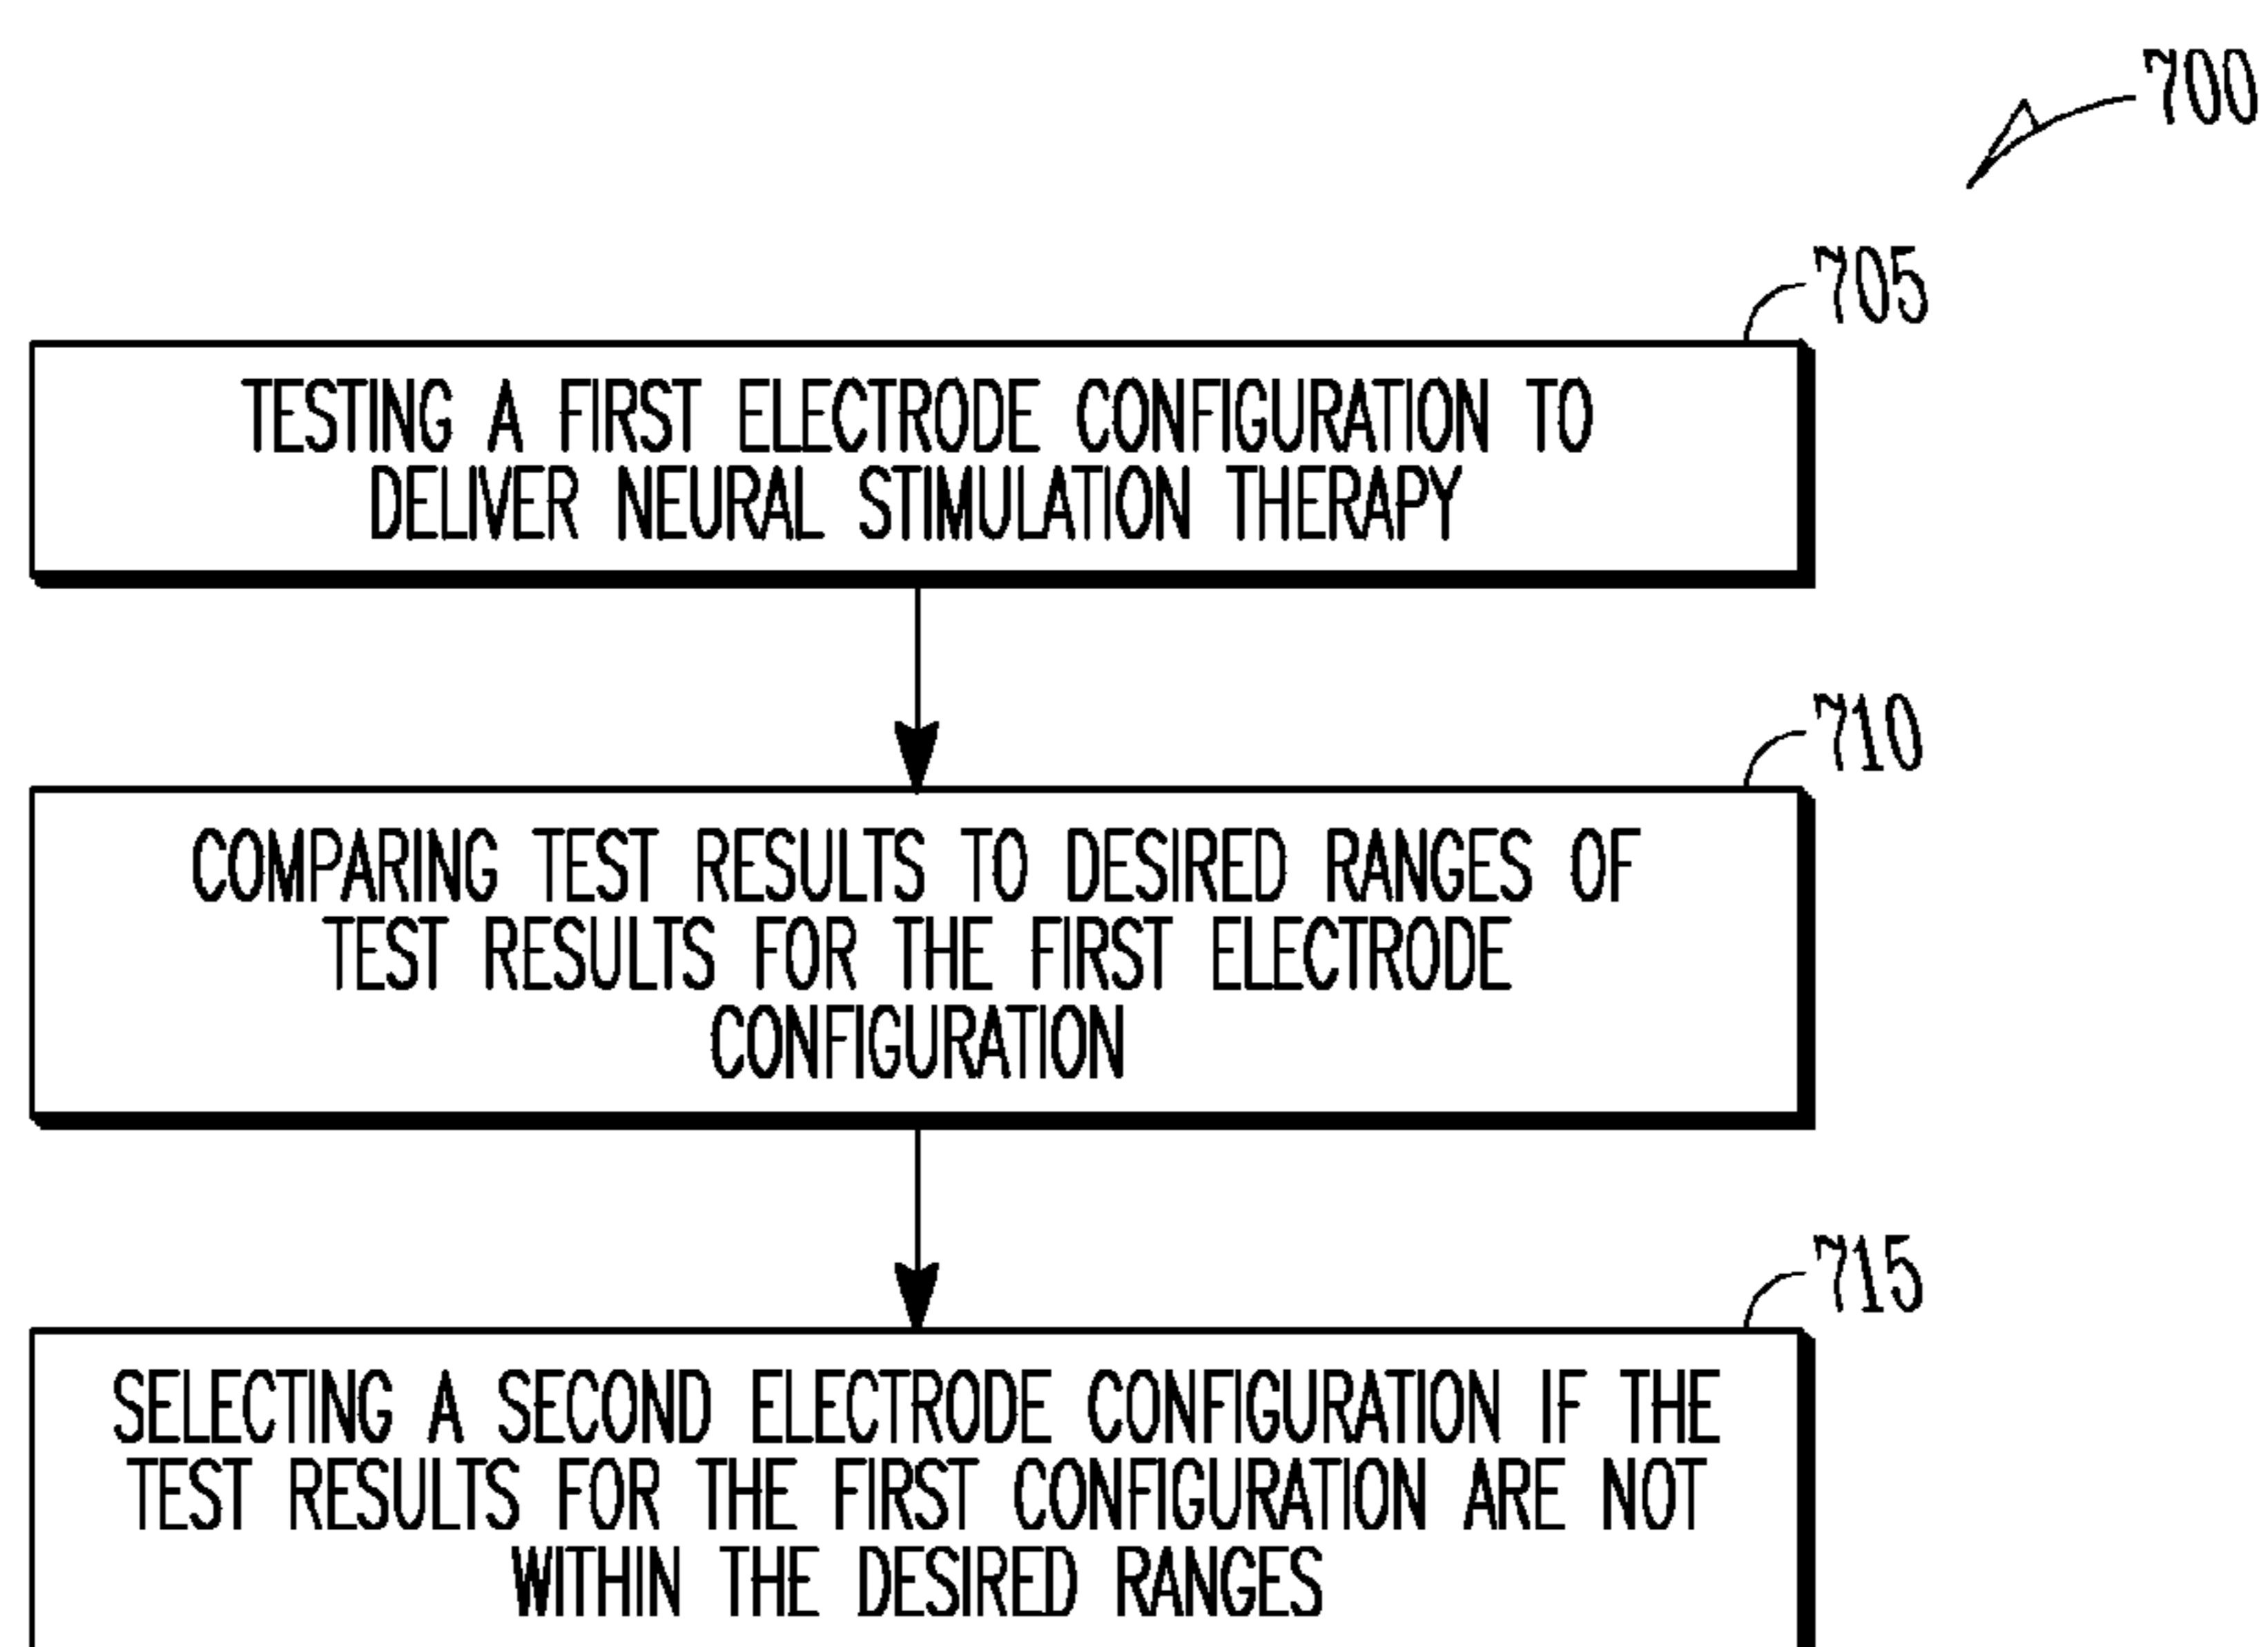 700
705
TESTING A FIRST ELECTRODE CONFIGURATION TO
DELIVER NEURAL STIMULATION THERAPY
710
COMPARING TEST RESULTS TO DESIRED RANGES OF
TEST RESULTS FOR THE FIRST ELECTRODE
CONFIGURATION
715
SELECTING A SECOND ELECTRODE CONFIGURATION IF THE
TEST RESULTS FOR THE FIRST CONFIGURATION ARE NOT
WITHIN THE DESIRED RANGES